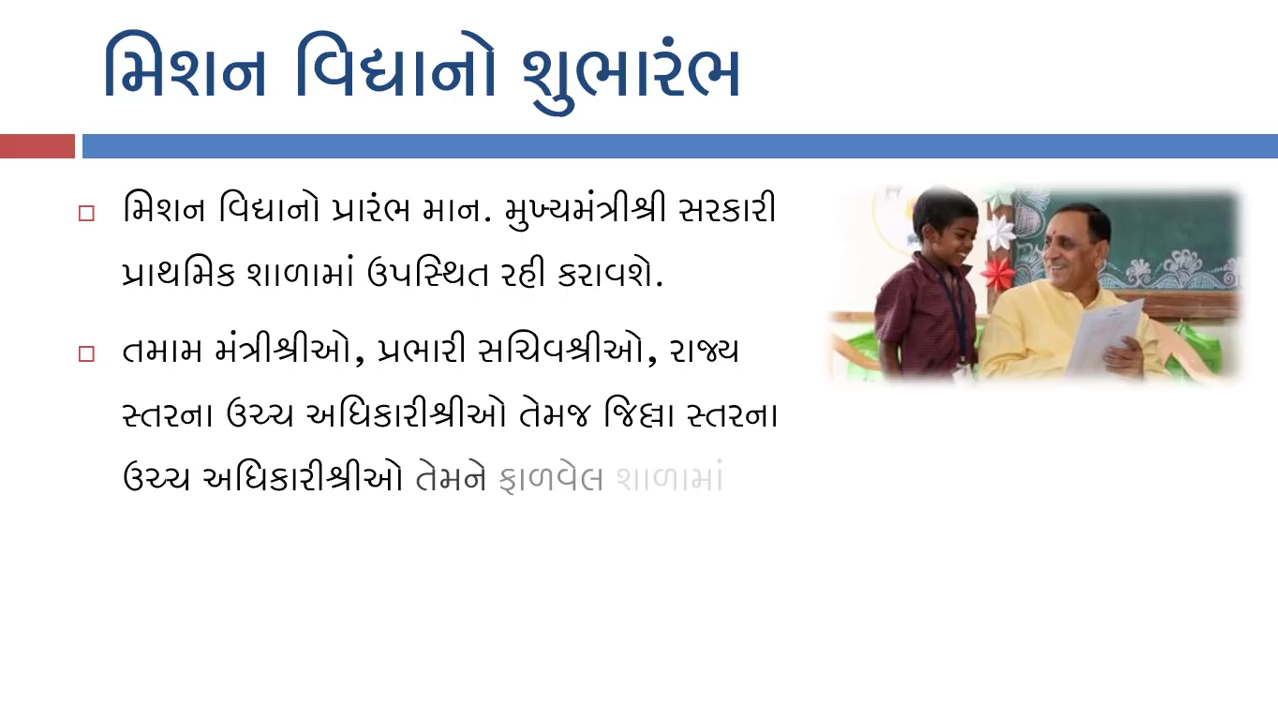 મિશન વિદ્યાનો શુભારંભ
મિશન વિદ્યાનો પ્રારંભ માન. મુખ્યમંત્રીશ્રી સરકારી
પ્રાથમિક શાળામાં ઉપસ્થિત રહી કરાવશે.
તમામ મંત્રીશ્રીઓ, પ્રભારી સચિવશ્રીઓ, રાજ્ય
સ્તરના ઉચ્ચ અધિકારીશ્રીઓ તેમજ જિલ્લા સ્તરના
ઉચ્ચ અધિકારીશ્રીઓ તેમને ફાળવેલ શાળામાં